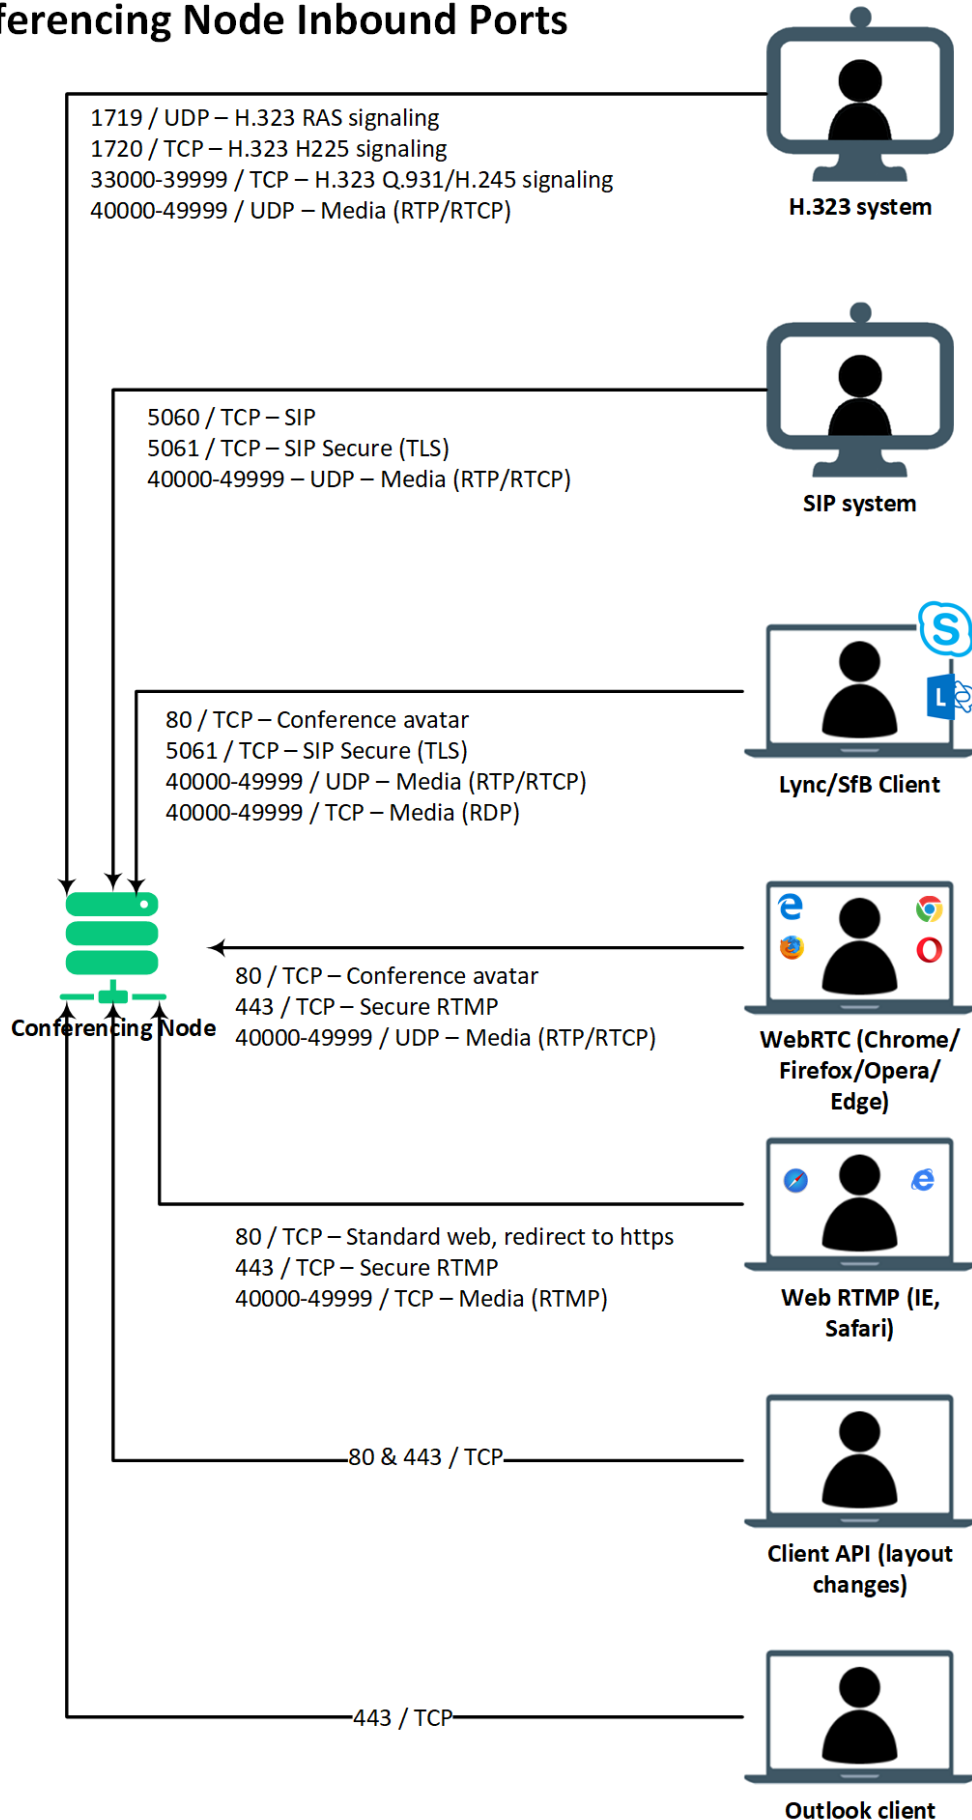 ferencing Node Inbound Ports
1719 / UDP – H.323 RAS signaling
1720 / TCP – H.323 H225 signaling
33000-39999 / TCP – H.323 Q.931/H.245 signaling
40000-49999 / UDP – Media (RTP/RTCP)
H.323 system
5060 / TCP – SIP
5061 / TCP – SIP Secure (TLS)
40000-49999 – UDP – Media (RTP/RTCP)
SIP system
80 / TCP – Conference avatar
5061 / TCP – SIP Secure (TLS)
40000-49999 / UDP – Media (RTP/RTCP)
40000-49999 / TCP – Media (RDP)
S
L
Lync/SfB Client
Conferencing Node
80 / TCP – Conference avatar
443 / TCP – Secure RTMP
40000-49999 / UDP – Media (RTP/RTCP)
WebRTC (Chrome/
Firefox/Opera/
Edge)
80 / TCP – Standard web, redirect to https
443 / TCP – Secure RTMP
40000-49999 / TCP – Media (RTMP)
Web RTMP (IE,
Safari)
80 & 443 / TCP
Client API (layout
changes)
443 / TCP
Outlook client